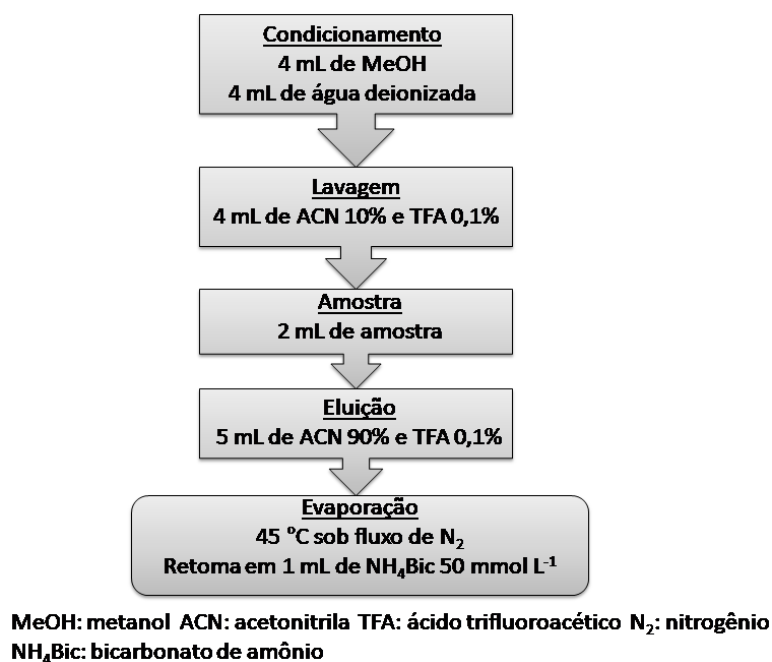 Condicionamento
4 mL de MeOH
4 mL de água deionizada
Lavagem
4 mL de ACN 10% e TFA 0,1%
Amostra
2 mL de amostra
Eluição
5 mL de ACN 90% e TFA 0,1%
Evaporação
45 °C sob fluxo de N₂
Retoma em 1 mL de NH₄Bic 50 mmol L⁻¹
MeOH: metanol ACN: acetonitrila TFA: ácido trifluoroacético N₂: nitrogênio
NH₄Bic: bicarbonato de amônio